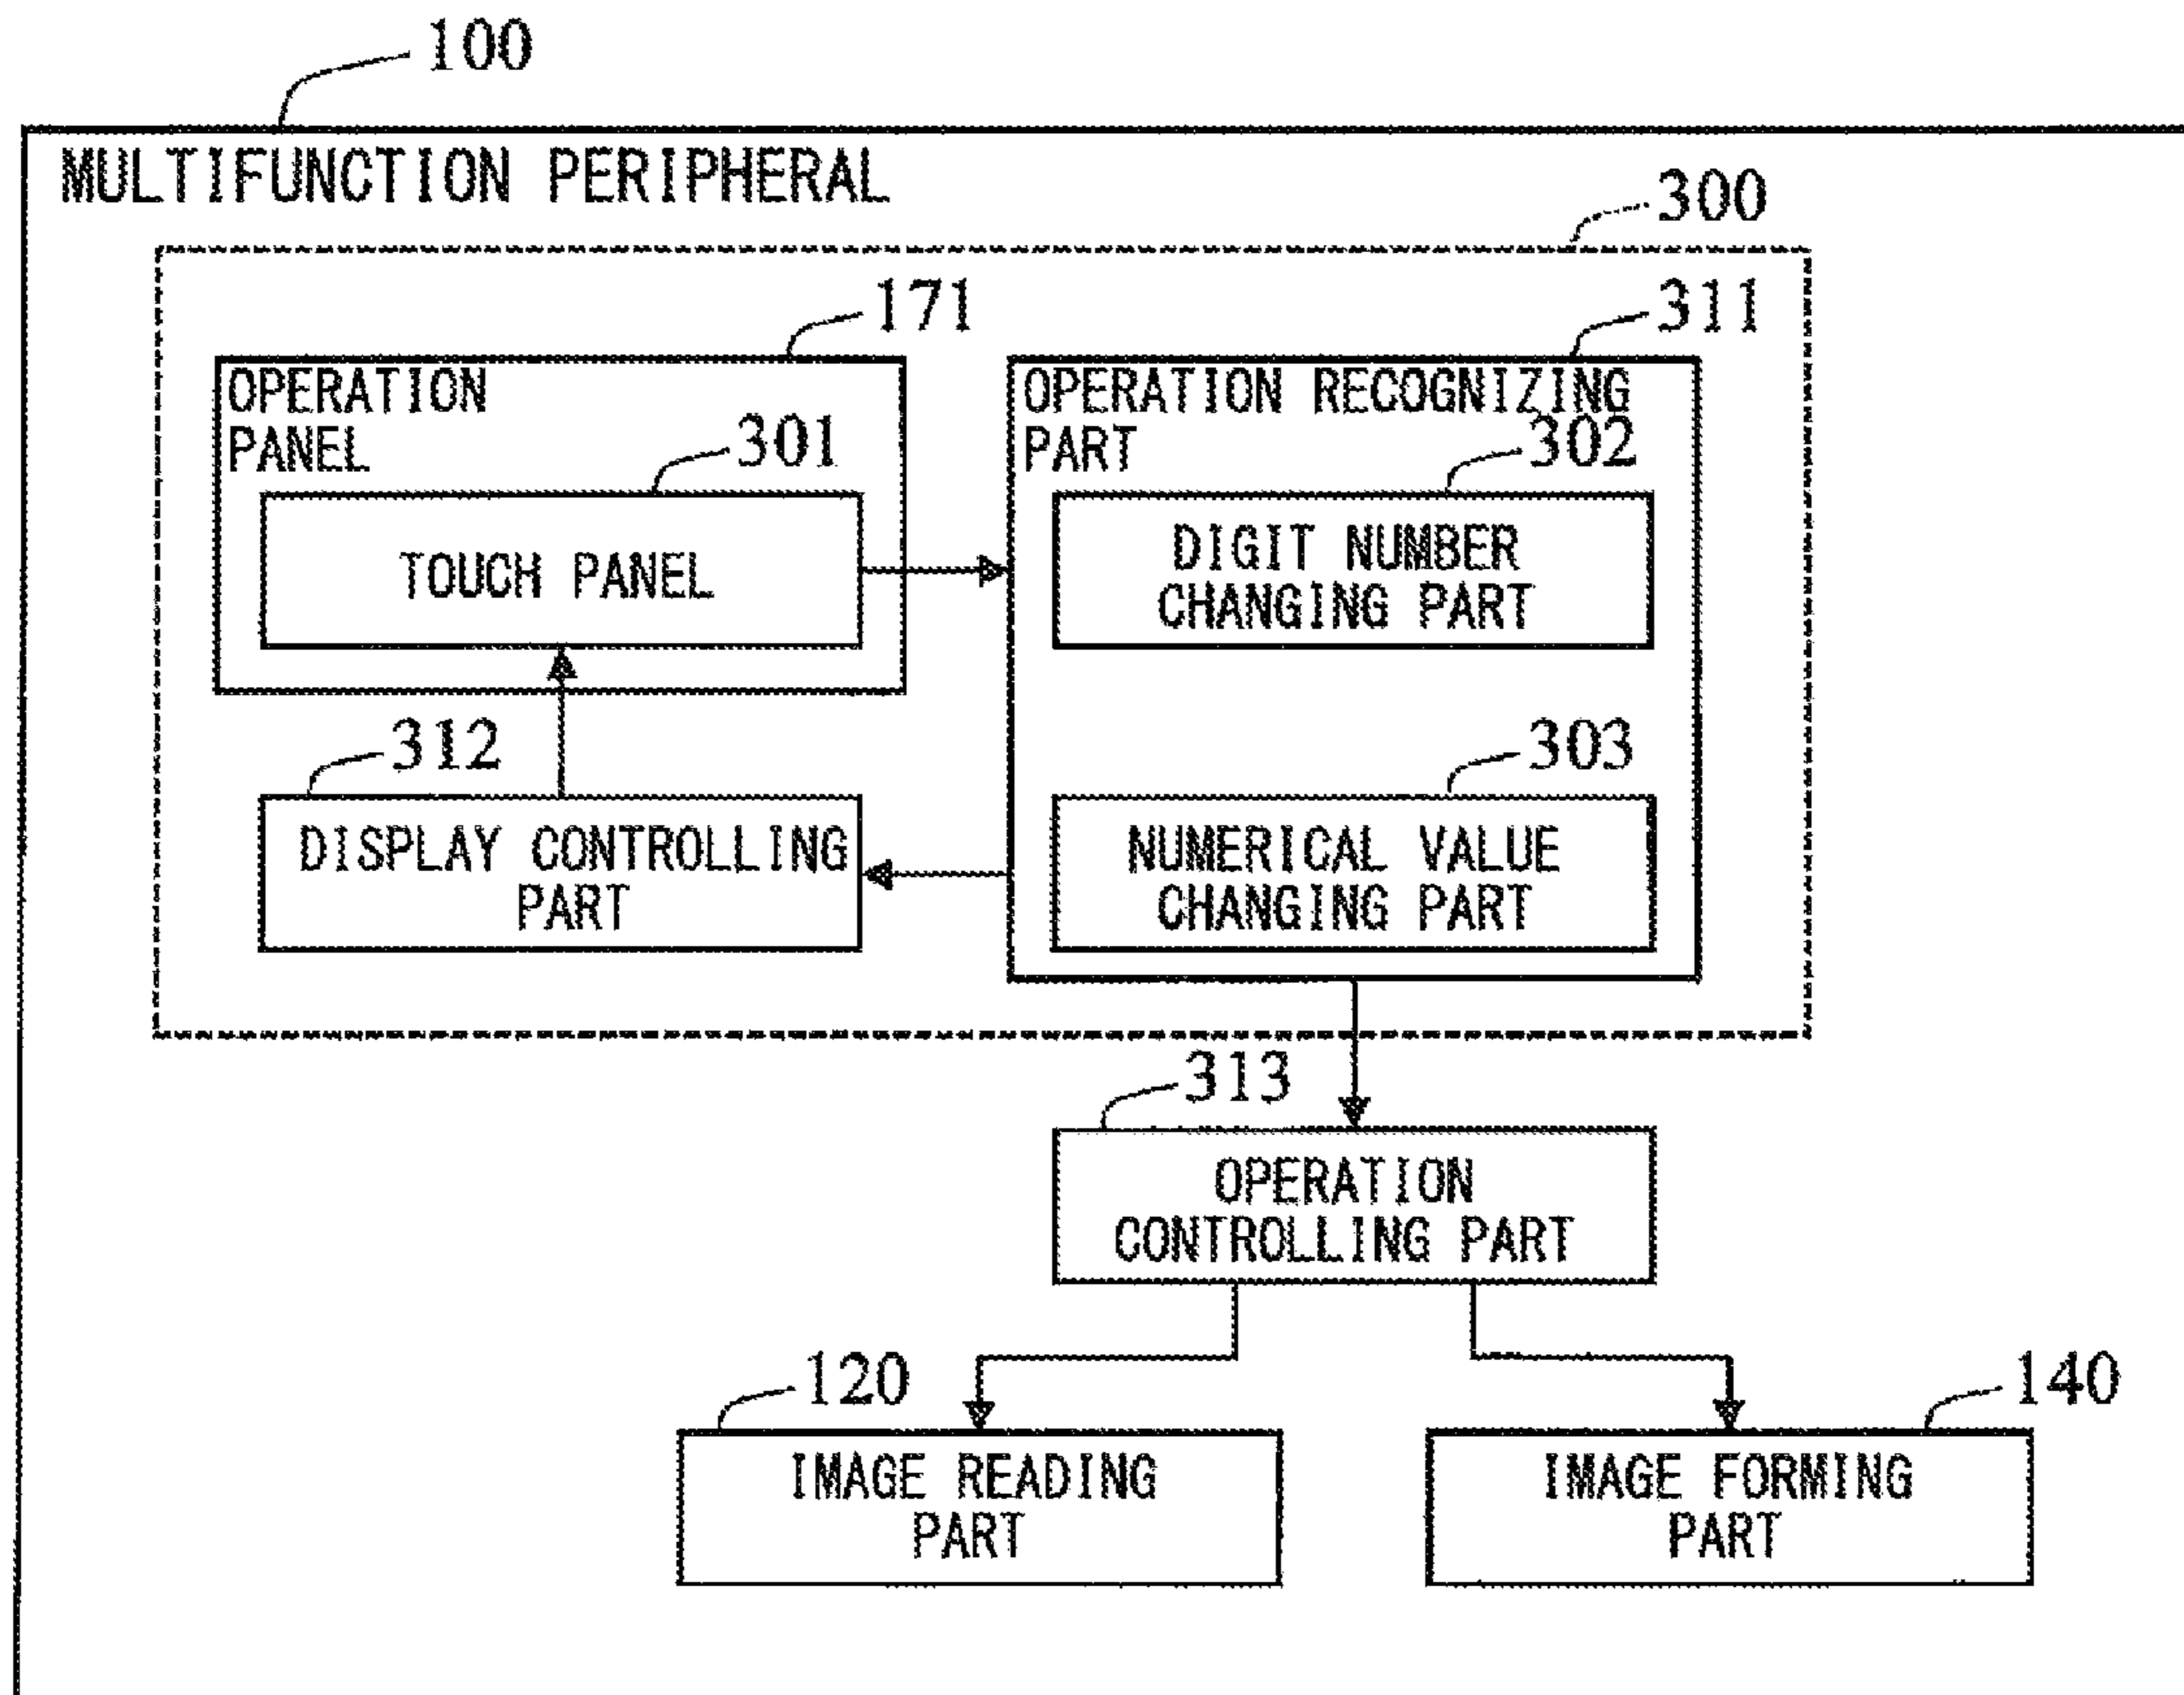 100
MULTIFUNCTION PERIPHERAL
300
171
311
OPERATION
PANEL
301
OPERATION RECOGNIZING
PART
302
TOUCH PANEL
DIGIT NUMBER
CHANGING PART
312
303
DISPLAY CONTROLLING
PART
NUMERICAL VALUE
CHANGING PART
313
OPERATION
CONTROLLING PART
120
140
IMAGE READING
PART
IMAGE FORMING
PART